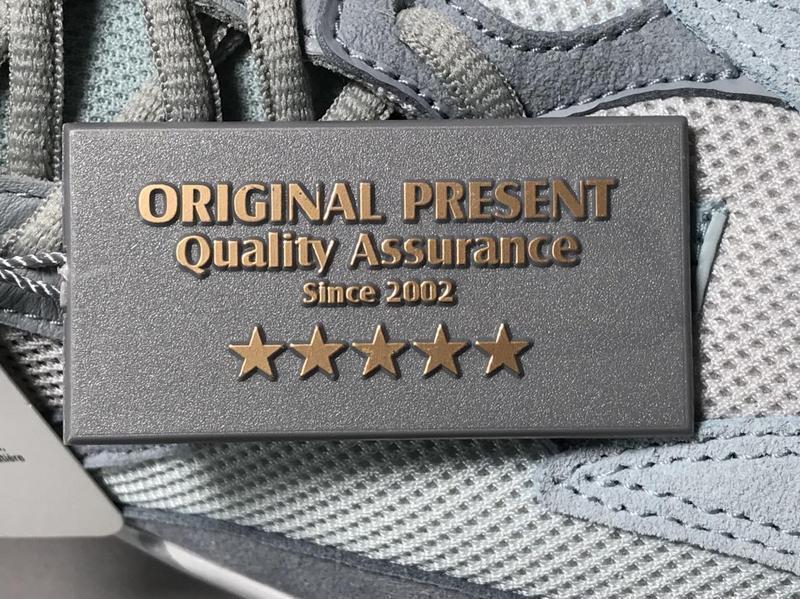 ORIGINAL PRESENT
Quality Assurance
Since 2002